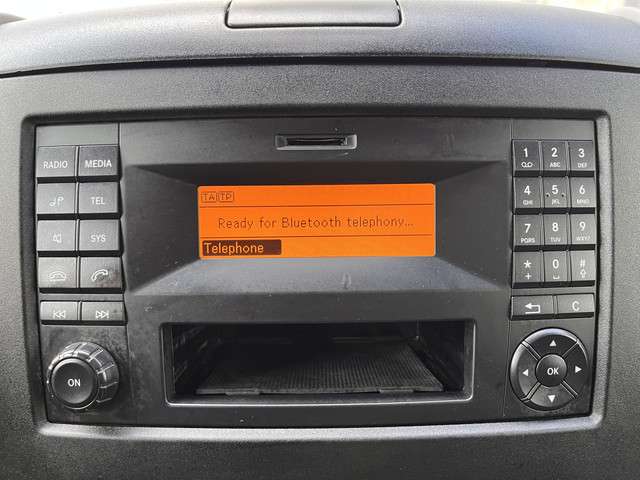 RADIO MEDIA
TEL
SYS
ON
TA TP
Ready for Bluetooth telephony...
Telephone
1 2 ABC 3 DEF
4 GHI 5 JKL 6 MNO
7 PQRS 8 TUV 9 WXYZ
* + 0 #
C
OK